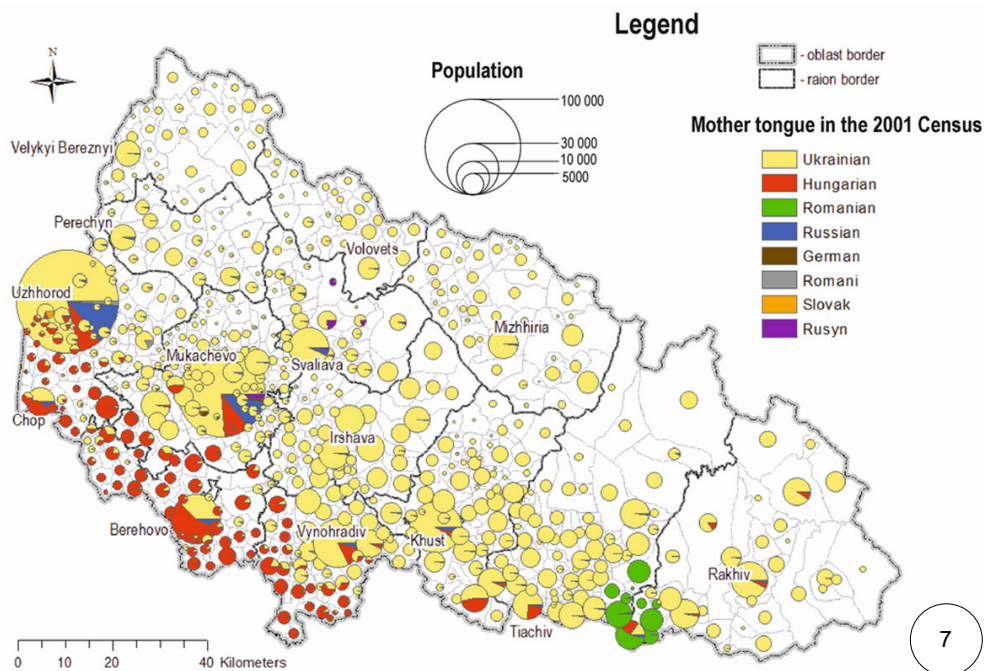 Legend
N
Population
100 000
30 000
10 000
5000
- oblast border
- raion border
Mother tongue in the 2001 Census
Ukrainian
Hungarian
Romanian
Russian
German
Romani
Slovak
Rusyn
Velykyi Bereznyi
Perechyn
Volovets
Uzhhorod
Mizhhiria
Mukachevo
Svaliava
Chop
Irshava
Berehovo
Vynohradiv
Khust
Rakhiv
Tiachiv
0 10 20 40 Kilometers
7